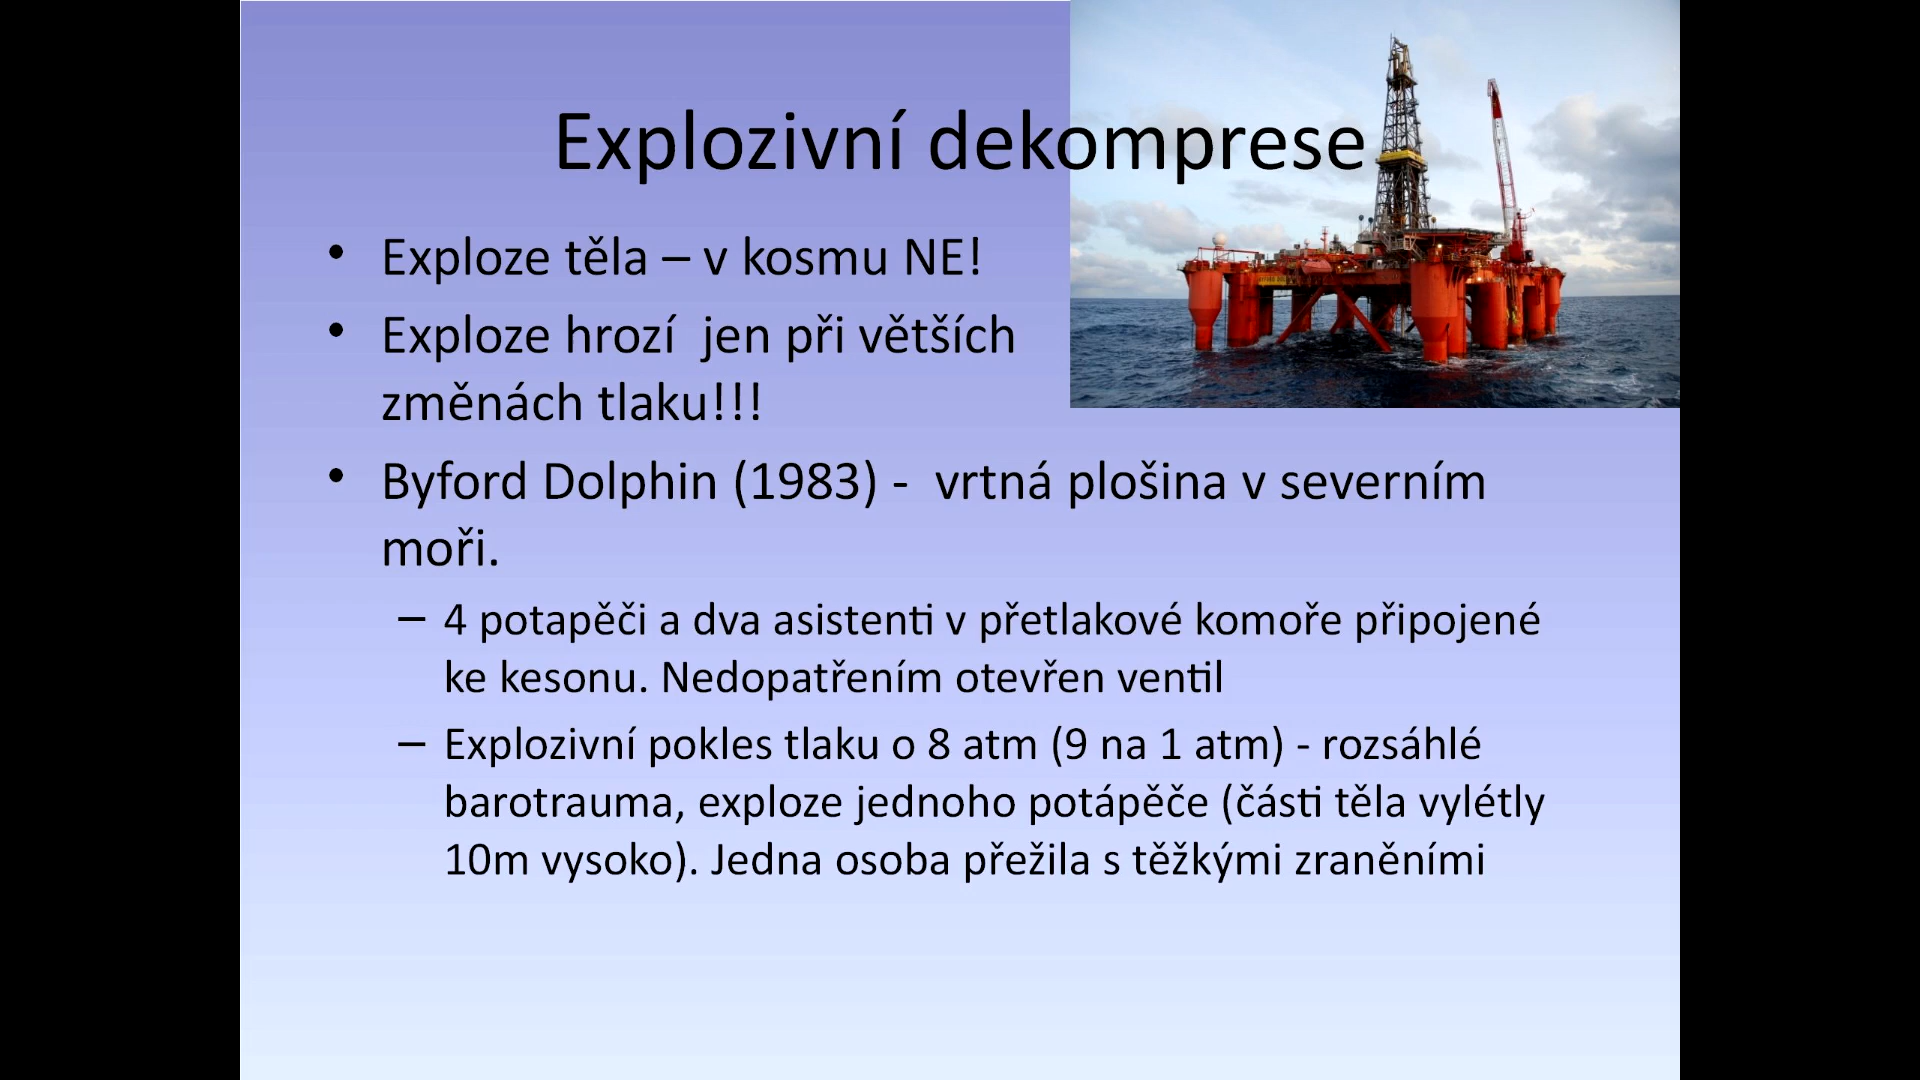 Explozivní dekomprese
• Exploze těla – v kosmu NE!
• Exploze hrozí  jen při větších
změnách tlaku!!!
• Byford Dolphin (1983) -  vrtná plošina v severním
moři.
– 4 potapěči a dva asistenti v přetlakové komoře připojené
ke kesonu. Nedopatřením otevřen ventil
– Explozivní pokles tlaku o 8 atm (9 na 1 atm) - rozsáhlé
barotrauma, exploze jednoho potápěče (části těla vylétly
10m vysoko). Jedna osoba přežila s těžkými zraněními